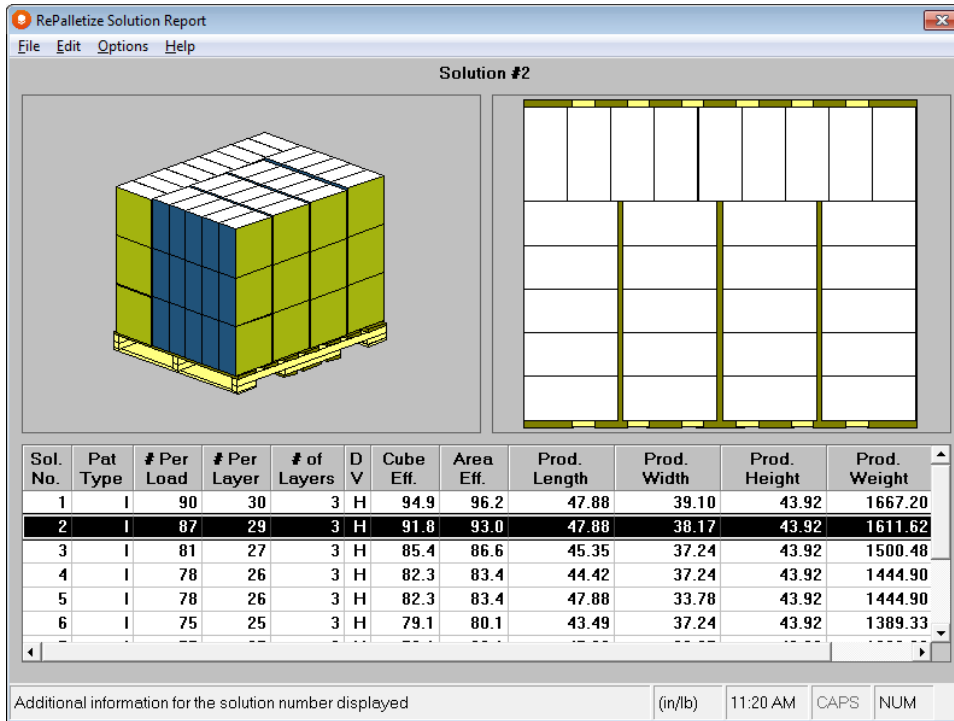 RePalletize Solution Report
File Edit Options Help
Solution #2
Sol. No. Pat Type # Per Load # Per Layer # of Layers D V Cube Eff. Area Eff. Prod. Length Prod. Width Prod. Height Prod. Weight
1 I 90 30 3 H 94.9 96.2 47.88 39.10 43.92 1667.20
2 I 87 29 3 H 91.8 93.0 47.88 38.17 43.92 1611.62
3 I 81 27 3 H 85.4 86.6 45.35 37.24 43.92 1500.48
4 I 78 26 3 H 82.3 83.4 44.42 37.24 43.92 1444.90
5 I 78 26 3 H 82.3 83.4 47.88 33.78 43.92 1444.90
6 I 75 25 3 H 79.1 80.1 43.49 37.24 43.92 1389.33
Additional information for the solution number displayed (in/lb) 11:20 AM CAPS NUM